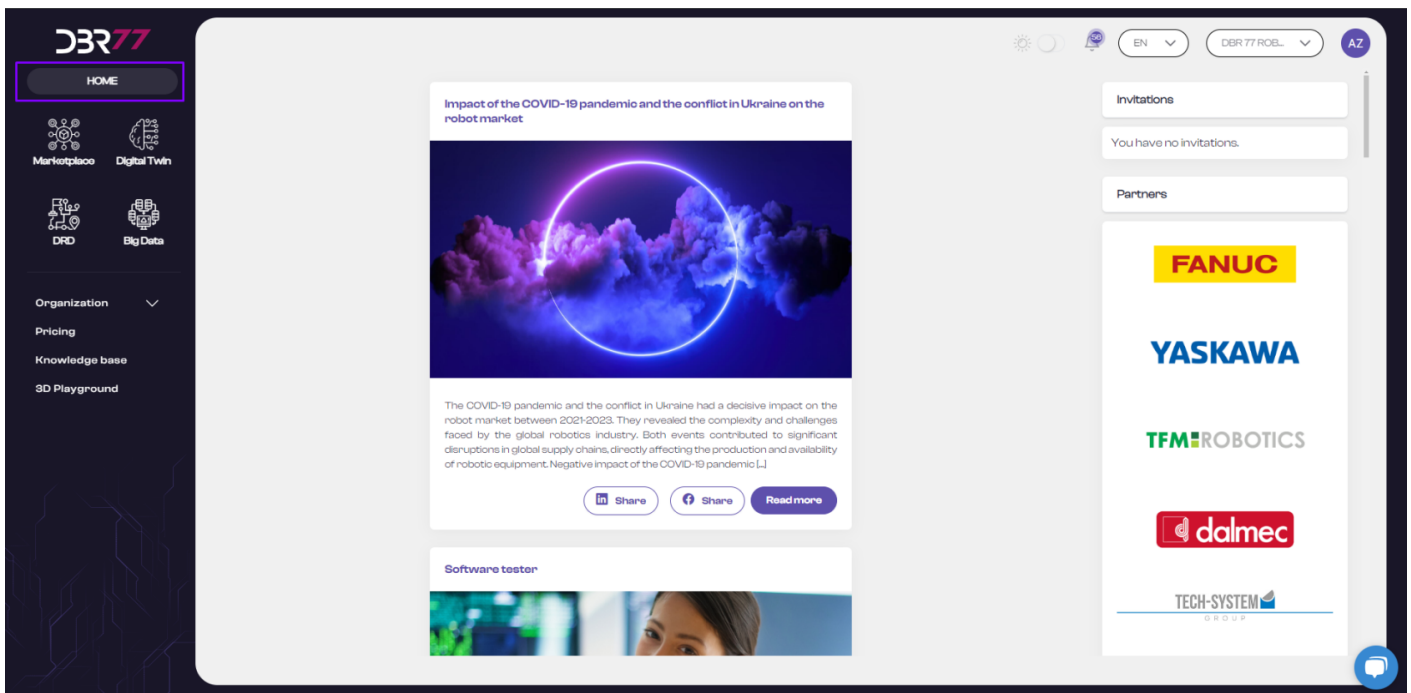 DBR77
56
EN
DBR 77 ROB...
AZ
HOME
Marketplace
Digital Twin
DRD
Big Data
Organization
Pricing
Knowledge base
3D Playground
Impact of the COVID-19 pandemic and the conflict in Ukraine on the
robot market
The COVID-19 pandemic and the conflict in Ukraine had a decisive impact on the
robot market between 2021-2023. They revealed the complexity and challenges
faced by the global robotics industry. Both events contributed to significant
disruptions in global supply chains, directly affecting the production and availability
of robotic equipment. Negative impact of the COVID-19 pandemic [...]
Share
Share
Read more
Software tester
Invitations
You have no invitations.
Partners
FANUC
YASKAWA
TFM ROBOTICS
d dalmec
TECH-SYSTEM
GROUP